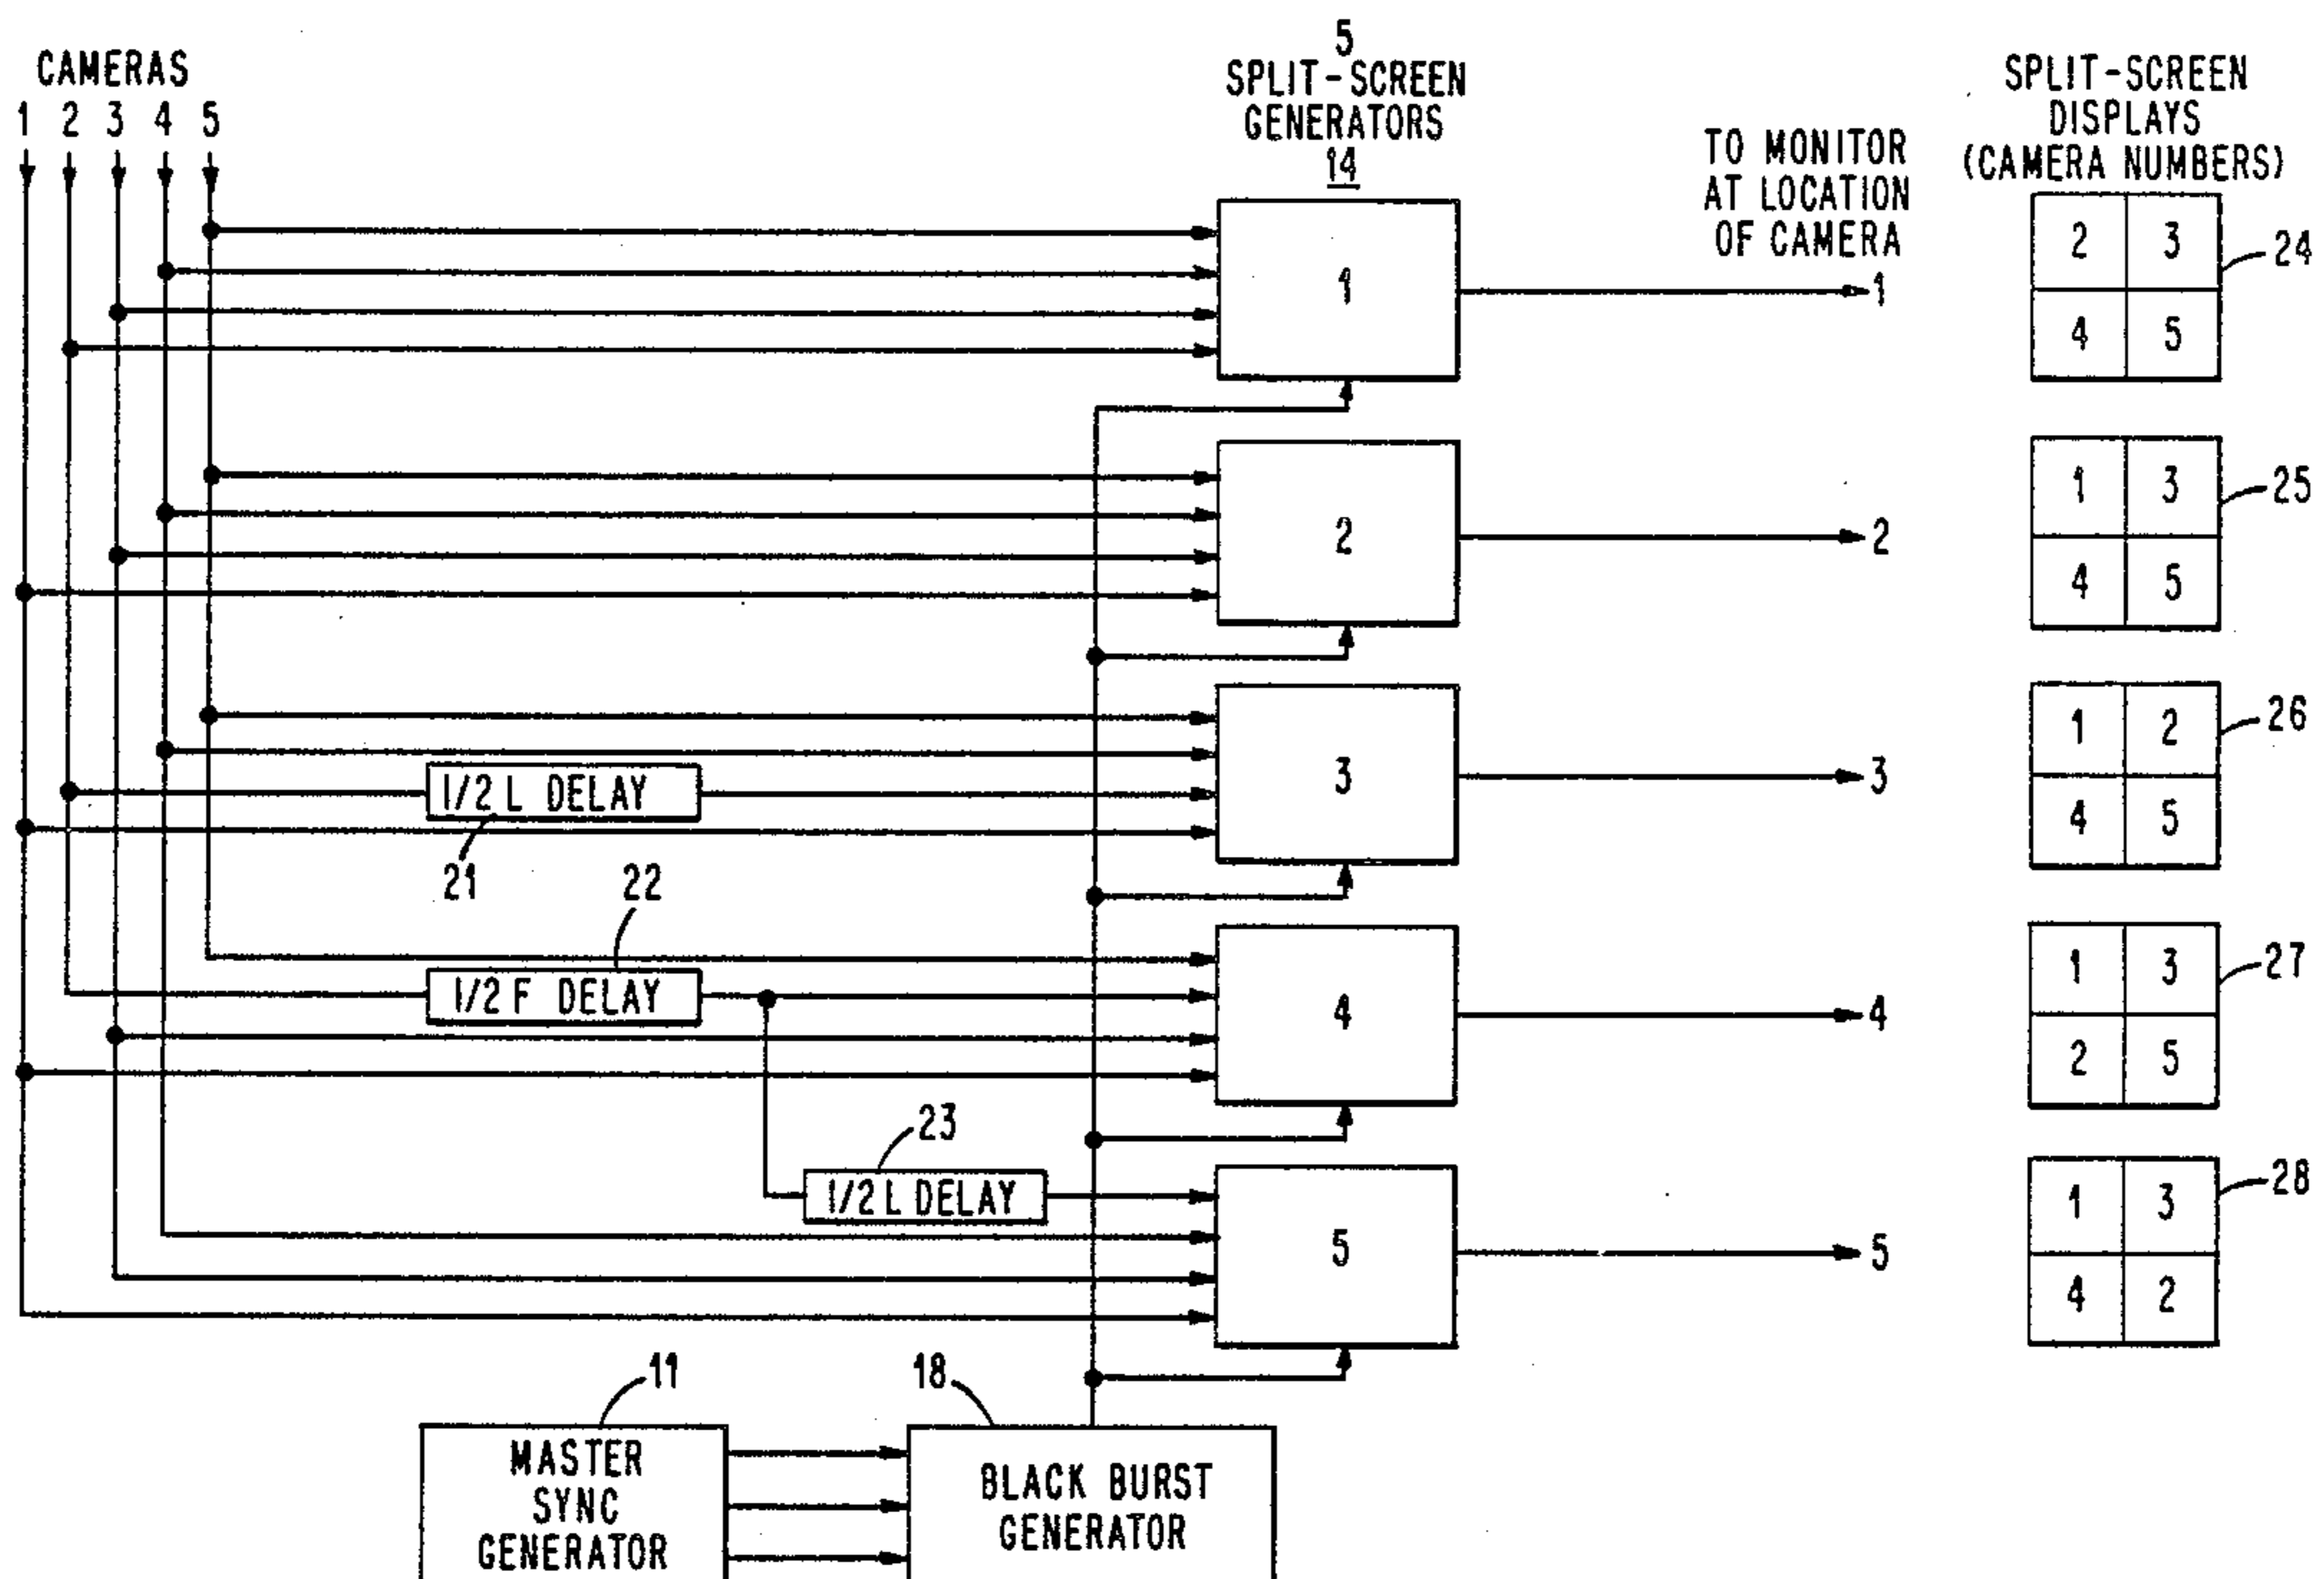 CAMERAS
1 2 3 4 5
5
SPLIT-SCREEN
GENERATORS
14
TO MONITOR
AT LOCATION
OF CAMERA
SPLIT-SCREEN
DISPLAYS
(CAMERA NUMBERS)
1
1
2 3
4 5
24
2
2
1 3
4 5
25
1/2 L DELAY
21
3
3
1 2
4 5
26
22
1/2 F DELAY
4
4
1 3
2 5
27
23
1/2 L DELAY
5
5
1 3
4 2
28
11
MASTER
SYNC
GENERATOR
18
BLACK BURST
GENERATOR